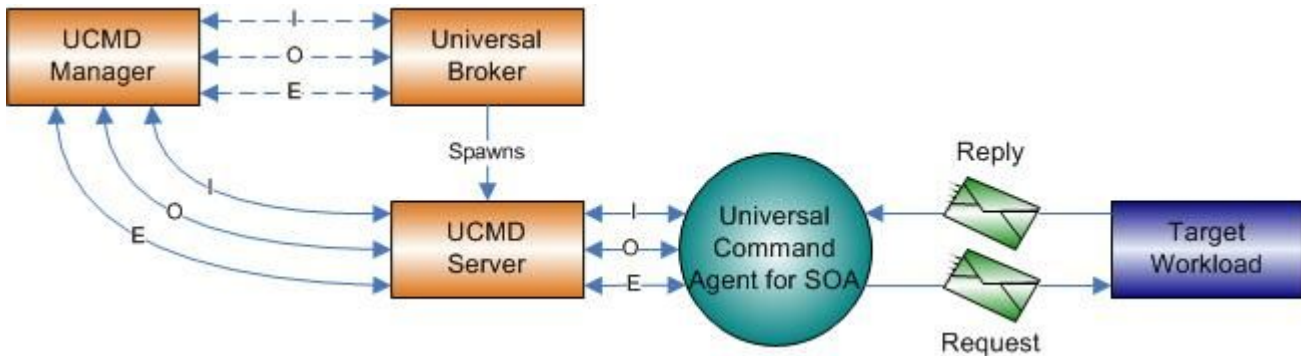 UCMD
Manager
I
O
E
Universal
Broker
Spawns
I
O
E
UCMD
Server
I
O
E
Universal
Command
Agent for SOA
Reply
Request
Target
Workload